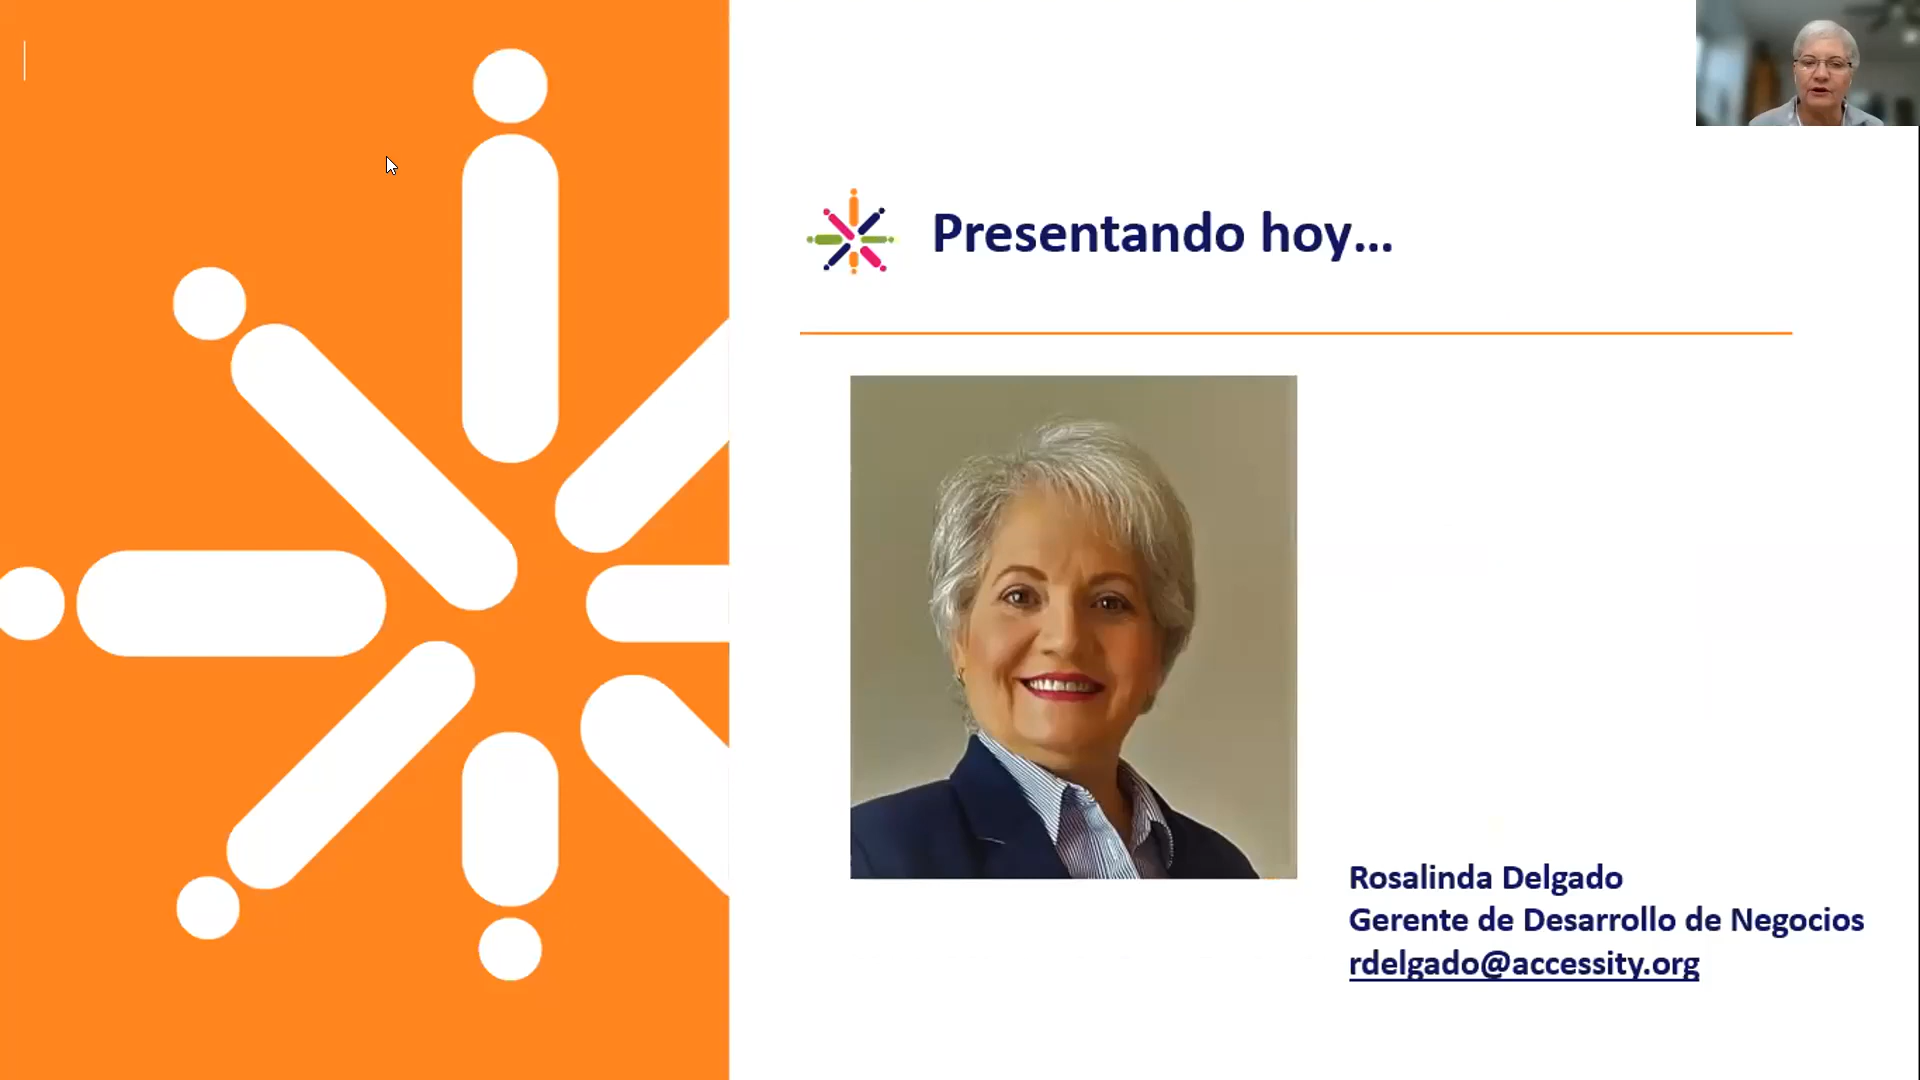 Presentando hoy...
Rosalinda Delgado
Gerente de Desarrollo de Negocios
rdelgado@accessity.org